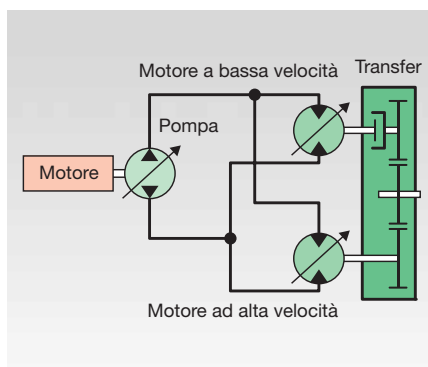 Motore a bassa velocità
Transfer
Pompa
Motore
Motore ad alta velocità